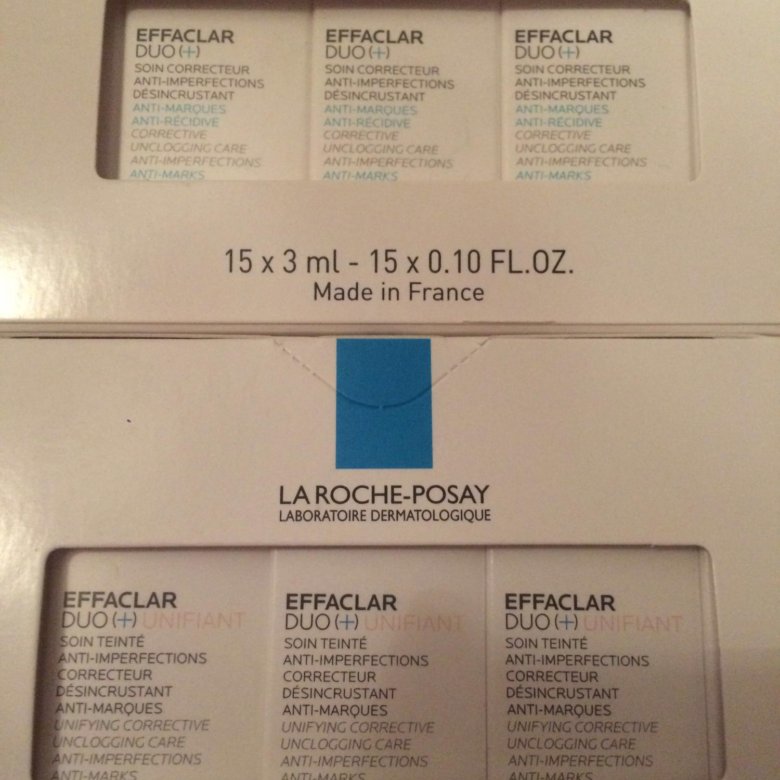 EFFACLAR
DUO (+)
SOIN CORRECTEUR
ANTI-IMPERFECTIONS
DÉSINCRUSTANT
ANTI-MARQUES
ANTI-RÉCIDIVE
CORRECTIVE
UNCLOGGING CARE
ANTI-IMPERFECTIONS
ANTI-MARKS
EFFACLAR
DUO (+)
SOIN CORRECTEUR
ANTI-IMPERFECTIONS
DÉSINCRUSTANT
ANTI-MARQUES
ANTI-RÉCIDIVE
CORRECTIVE
UNCLOGGING CARE
ANTI-IMPERFECTIONS
ANTI-MARKS
EFFACLAR
DUO (+)
SOIN CORRECTEUR
ANTI-IMPERFECTIONS
DÉSINCRUSTANT
ANTI-MARQUES
ANTI-RÉCIDIVE
CORRECTIVE
UNCLOGGING CARE
ANTI-IMPERFECTIONS
ANTI-MARKS
15 x 3 ml - 15 x 0.10 FL.OZ.
Made in France
LA ROCHE-POSAY
LABORATOIRE DERMATOLOGIQUE
EFFACLAR
DUO (+) UNIFIANT
SOIN TEINTÉ
ANTI-IMPERFECTIONS
CORRECTEUR
DÉSINCRUSTANT
ANTI-MARQUES
UNIFYING CORRECTIVE
UNCLOGGING CARE
ANTI-IMPERFECTIONS
ANTI-MARKS
EFFACLAR
DUO (+) UNIFIANT
SOIN TEINTÉ
ANTI-IMPERFECTIONS
CORRECTEUR
DÉSINCRUSTANT
ANTI-MARQUES
UNIFYING CORRECTIVE
UNCLOGGING CARE
ANTI-IMPERFECTIONS
ANTI-MARKS
EFFACLAR
DUO (+) UNIFIANT
SOIN TEINTÉ
ANTI-IMPERFECTIONS
CORRECTEUR
DÉSINCRUSTANT
ANTI-MARQUES
UNIFYING CORRECTIVE
UNCLOGGING CARE
ANTI-IMPERFECTIONS
ANTI-MARKS